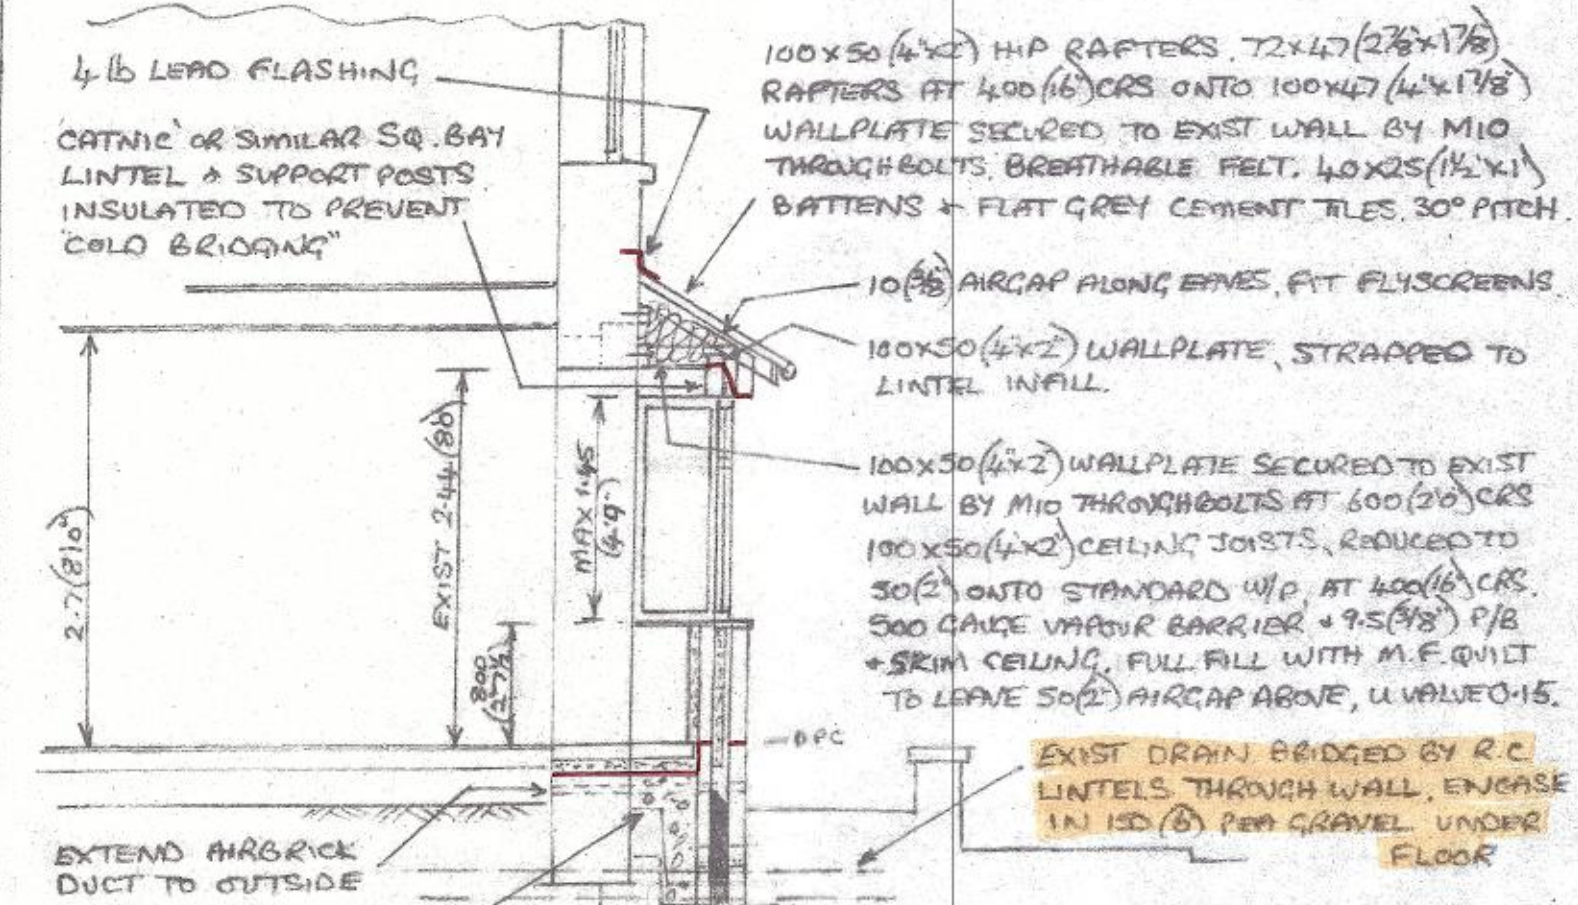 4 lb LEAD FLASHING
CATNIC' OR SIMILAR SQ. BAY
LINTEL & SUPPORT POSTS
INSULATED TO PREVENT
"COLD BRIDGING"
100x50 (4"x2") HIP RAFTERS. 72x47 (2⅞"x1⅞")
RAFTERS AT 400 (16") CRS ONTO 100x47 (4"x1⅞")
WALLPLATE SECURED TO EXIST WALL BY M10
THROUGHBOLTS. BREATHABLE FELT. 40x25 (1½"x1")
BATTENS + FLAT GREY CEMENT TILES. 30° PITCH.
10 (⅜") AIRGAP ALONG EAVES, FIT FLYSCREENS
100x50 (4"x2") WALLPLATE, STRAPPED TO
LINTEL INFILL.
100x50 (4"x2") WALLPLATE SECURED TO EXIST
WALL BY M10 THROUGHBOLTS AT 600 (2'0") CRS
100x50 (4"x2") CEILING JOISTS, REDUCED TO
50 (2") ONTO STANDARD W/P, AT 400 (16") CRS.
500 GAUGE VAPOUR BARRIER + 9.5 (3/8") P/B
+ SKIM CEILING. FULL FILL WITH M.F. QUILT
TO LEAVE 50 (2") AIRGAP ABOVE, U VALUE 0.15.
2.7 (8'10")
EXIST 2.44 (8'0")
MAX 1.45
(4'9")
800
(2'7½")
DPC
EXIST DRAIN BRIDGED BY R.C
LINTELS THROUGH WALL. ENCASE
IN 150 (6") PEA GRAVEL UNDER
FLOOR
EXTEND AIRBRICK
DUCT TO OUTSIDE